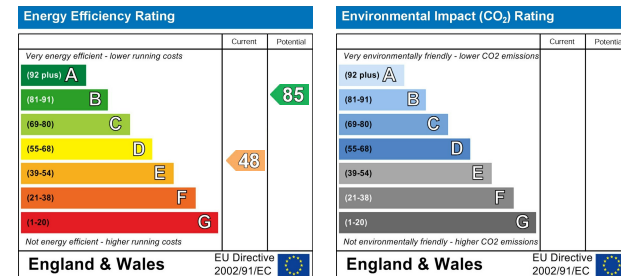 Energy Efficiency Rating
Current Potential
Very energy efficient - lower running costs
(92 plus) A
(81-91) B
85
(69-80) C
(55-68) D
48
(39-54) E
(21-38) F
(1-20) G
Not energy efficient - higher running costs
England & Wales
EU Directive
2002/91/EC
Environmental Impact (CO₂) Rating
Current Potential
Very environmentally friendly - lower CO2 emissions
(92 plus) A
(81-91) B
(69-80) C
(55-68) D
(39-54) E
(21-38) F
(1-20) G
Not environmentally friendly - higher CO2 emissions
England & Wales
EU Directive
2002/91/EC